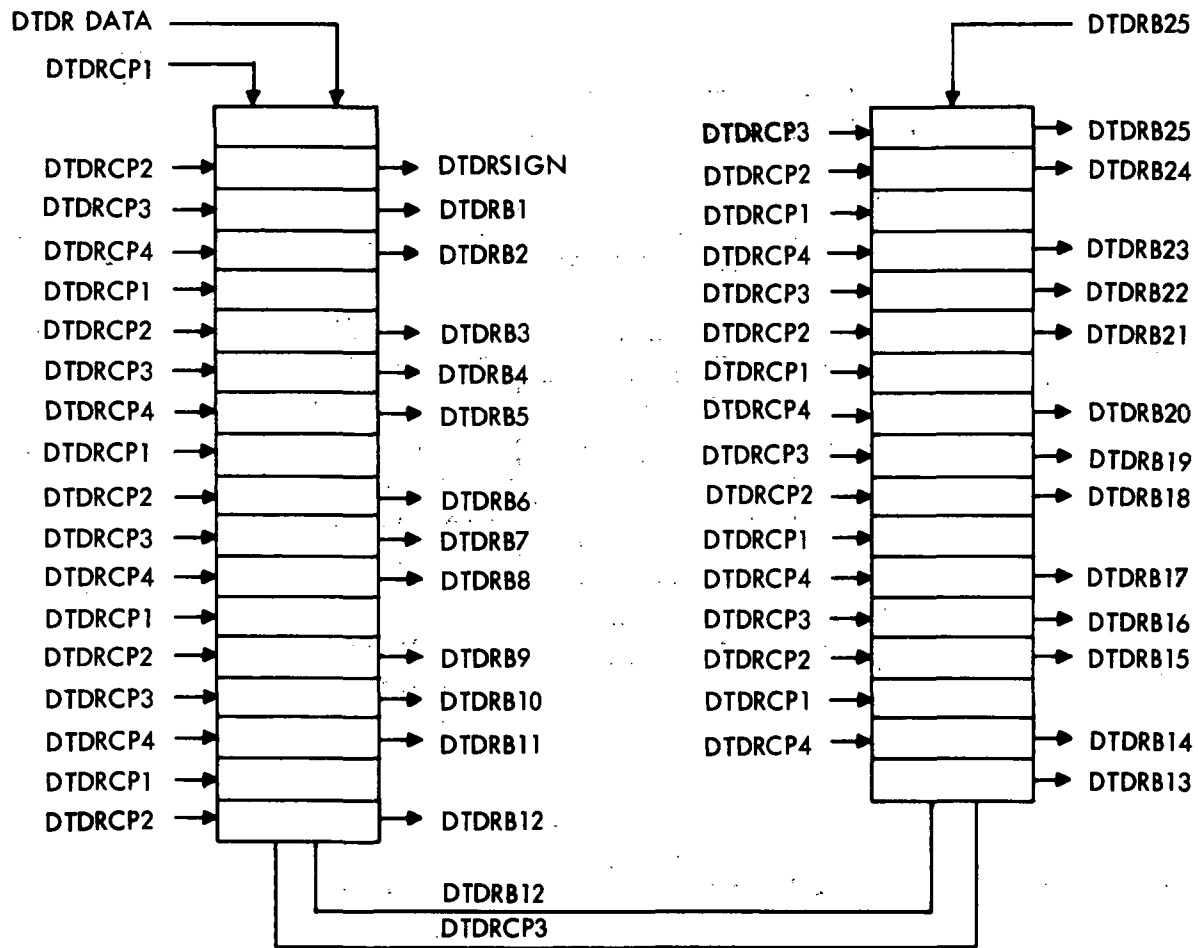 DTDR DATA
DTDRCP1
DTDRCP2
DTDRSIGN
DTDRCP3
DTDRB1
DTDRCP4
DTDRB2
DTDRCP1
DTDRCP2
DTDRB3
DTDRCP3
DTDRB4
DTDRCP4
DTDRB5
DTDRCP1
DTDRCP2
DTDRB6
DTDRCP3
DTDRB7
DTDRCP4
DTDRB8
DTDRCP1
DTDRCP2
DTDRB9
DTDRCP3
DTDRB10
DTDRCP4
DTDRB11
DTDRCP1
DTDRCP2
DTDRB12
DTDRB12
DTDRCP3
DTDRB25
DTDRCP3
DTDRB25
DTDRCP2
DTDRB24
DTDRCP1
DTDRCP4
DTDRB23
DTDRCP3
DTDRB22
DTDRCP2
DTDRB21
DTDRCP1
DTDRCP4
DTDRB20
DTDRCP3
DTDRB19
DTDRCP2
DTDRB18
DTDRCP1
DTDRCP4
DTDRB17
DTDRCP3
DTDRB16
DTDRCP2
DTDRB15
DTDRCP1
DTDRCP4
DTDRB14
DTDRB13